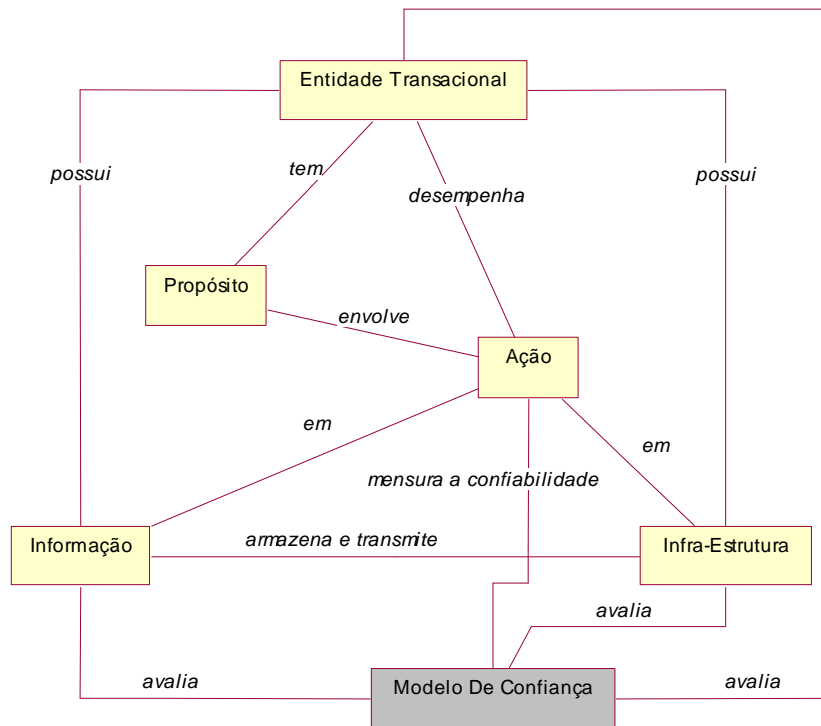 Entidade Transacional
possui
tem
possui
desempenha
Propósito
envolve
Ação
em
em
mensura a confiabilidade
Informação
armazena e transmite
Infra-Estrutura
avalia
avalia
Modelo De Confiança
avalia